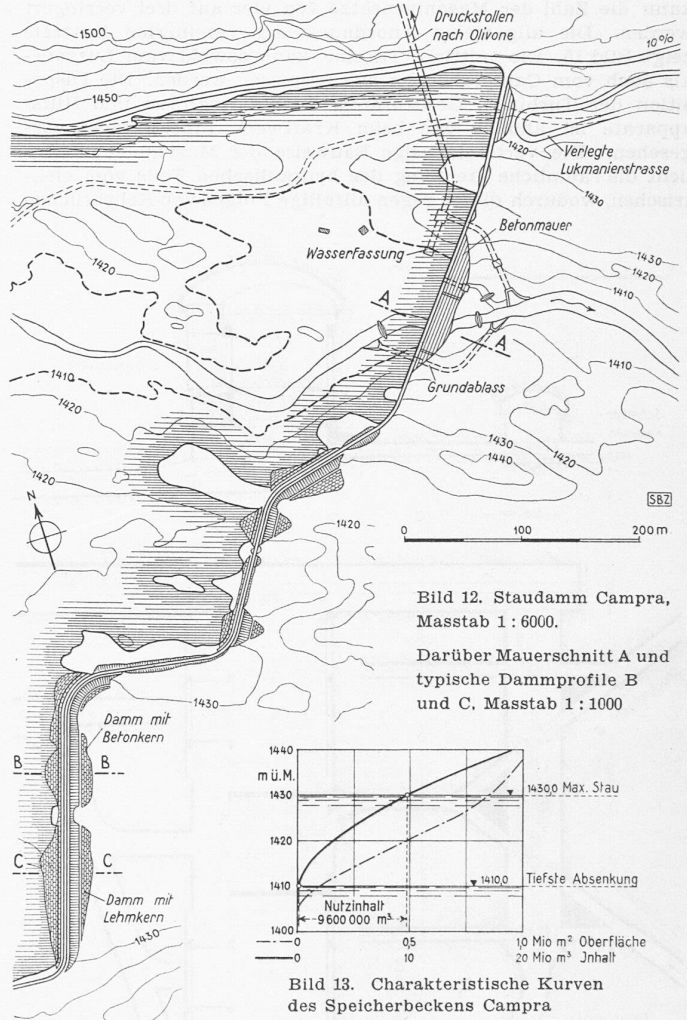 Druckstollen
nach Olivone
1500
10%
1450
1420
Verlegte
Lukmanierstrasse
1430
Betonmauer
Wasserfassung
1420
1430
1420
1410
A
A
1410
1410
Grundablass
1420
1430
1440
1420
1420
SBZ
N
1420
0 100 200 m
Bild 12. Staudamm Campra,
Masstab 1 : 6000.
Darüber Mauerschnitt A und
typische Dammprofile B
und C, Masstab 1 : 1000
1430
Damm mit
Betonkern
B B
C C
Damm mit
Lehmkern
1430
1440
m ü. M.
1430
1430,0 Max. Stau
1420
1410
1410,0 Tiefste Absenkung
Nutzinhalt
9 600 000 m³
1400
0 0,5 1,0 Mio m² Oberfläche
0 10 20 Mio m³ Jnhalt
Bild 13. Charakteristische Kurven
des Speicherbeckens Campra